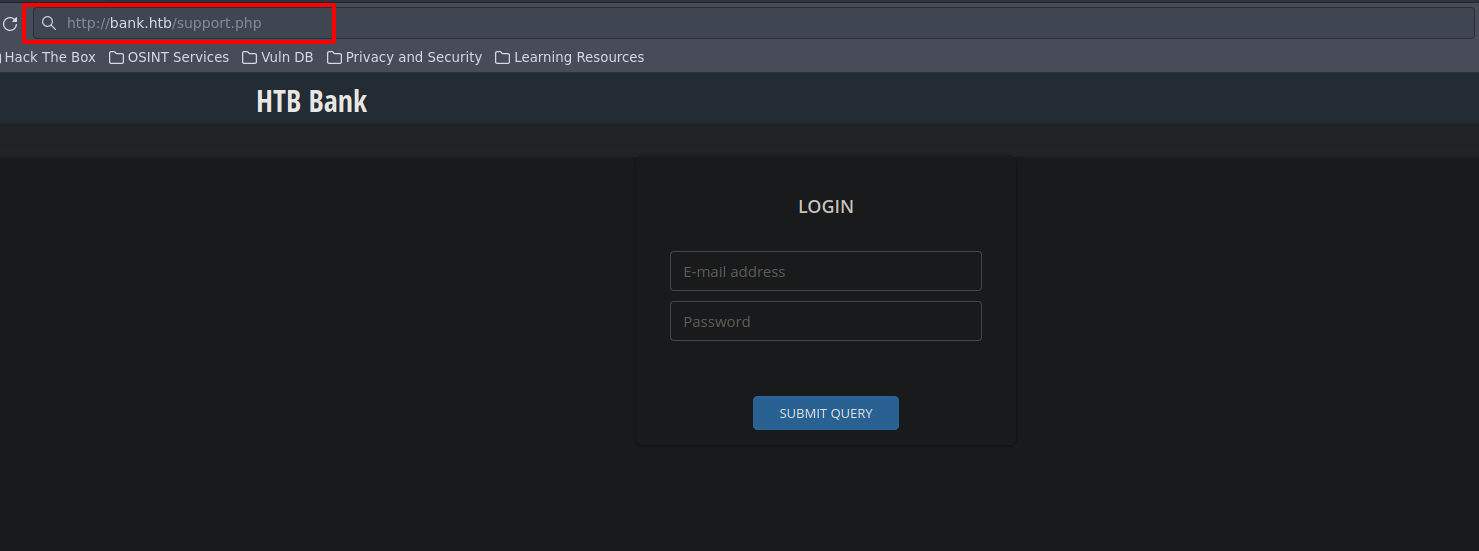 http://bank.htb/support.php
Hack The Box OSINT Services Vuln DB Privacy and Security Learning Resources
HTB Bank
LOGIN
E-mail address
Password
SUBMIT QUERY